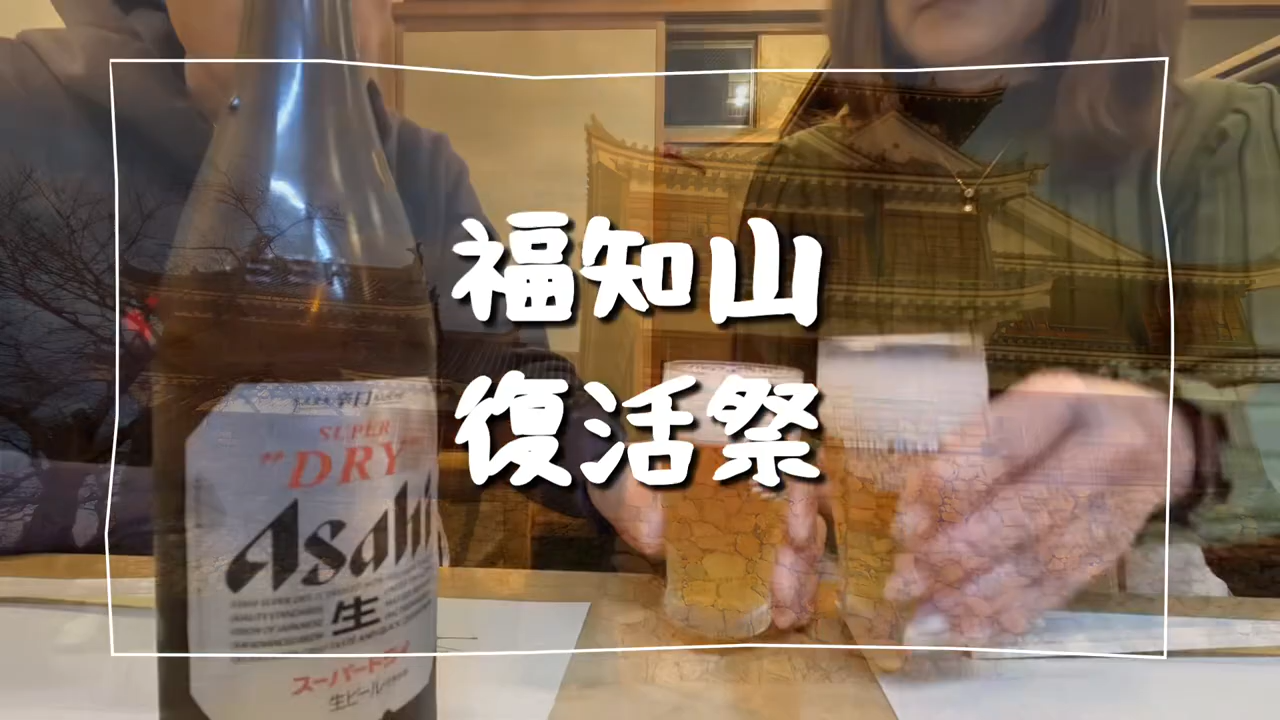 福知山
復活祭
SUPER
"DRY"
Asahi
生
スーパードライ
生ビール